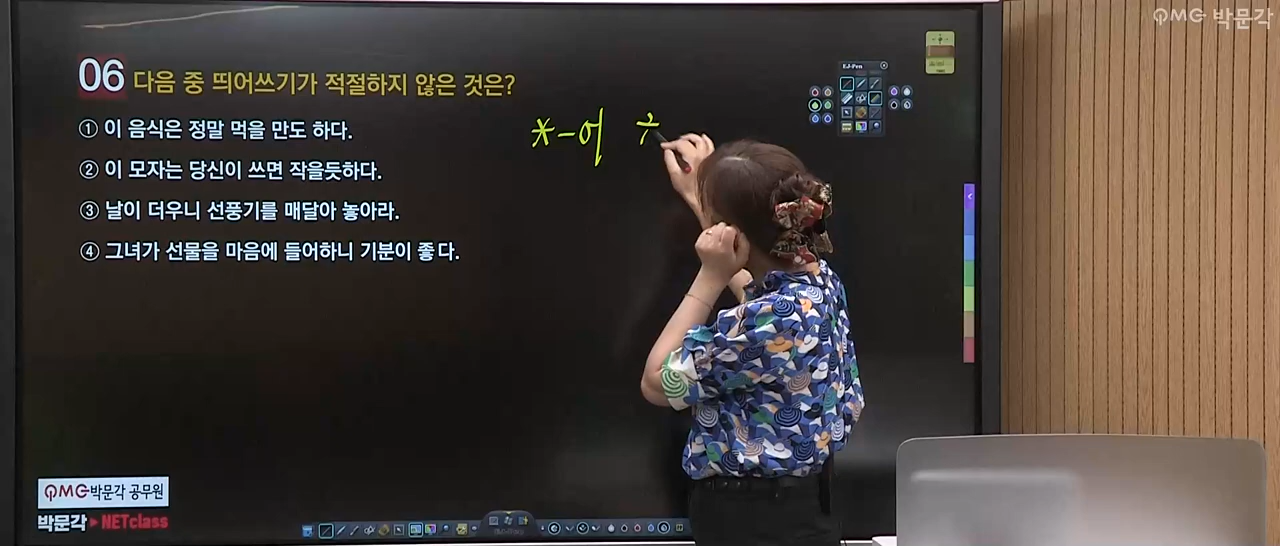 QMG 박문각
06 다음 중 띄어쓰기가 적절하지 않은 것은?
① 이 음식은 정말 먹을 만도 하다.
② 이 모자는 당신이 쓰면 작을듯하다.
③ 날이 더우니 선풍기를 매달아 놓아라.
④ 그녀가 선물을 마음에 들어하니 기분이 좋다.
*-어
EJ-Pen
QMG 박문각 공무원
박문각 ▶ NETclass